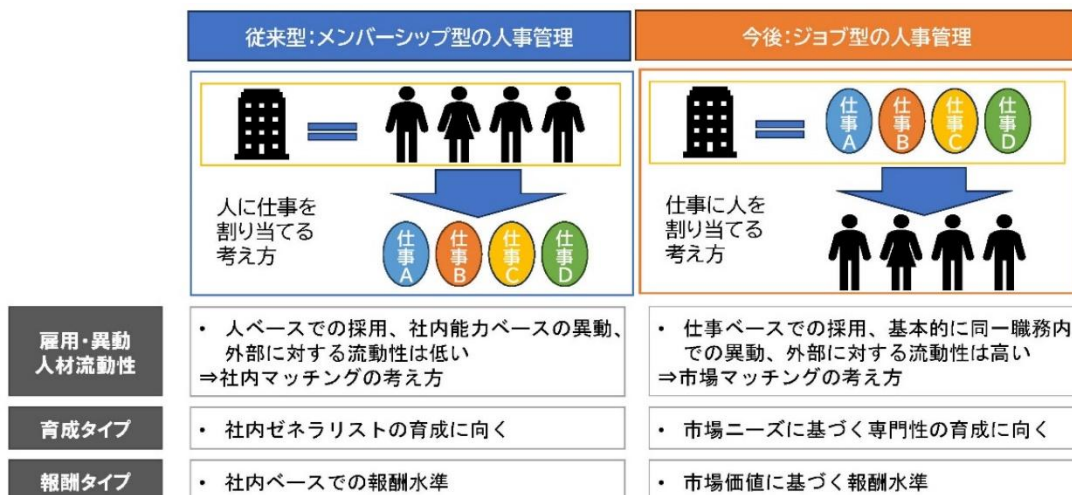 従来型：メンバーシップ型の人事管理
今後：ジョブ型の人事管理
人に仕事を
割り当てる
考え方
仕事A
仕事B
仕事C
仕事D
仕事A
仕事B
仕事C
仕事D
仕事に人を
割り当てる
考え方
雇用・異動
人材流動性
• 人ベースでの採用、社内能力ベースの異動、
外部に対する流動性は低い
⇒社内マッチングの考え方
• 仕事ベースでの採用、基本的に同一職務内
での異動、外部に対する流動性は高い
⇒市場マッチングの考え方
育成タイプ
• 社内ゼネラリストの育成に向く
• 市場ニーズに基づく専門性の育成に向く
報酬タイプ
• 社内ベースでの報酬水準
• 市場価値に基づく報酬水準